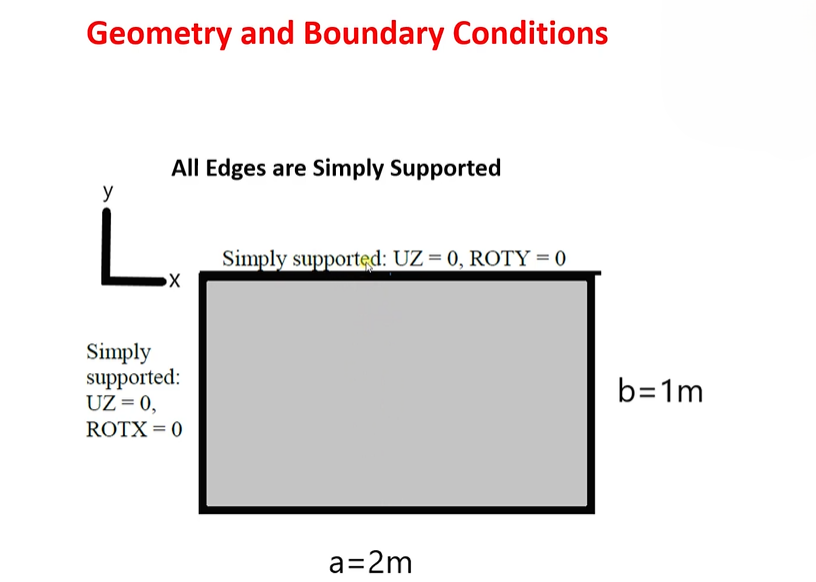 Geometry and Boundary Conditions
All Edges are Simply Supported
y
x
Simply supported: UZ = 0, ROTY = 0
Simply
supported:
UZ = 0,
ROTX = 0
b=1m
a=2m